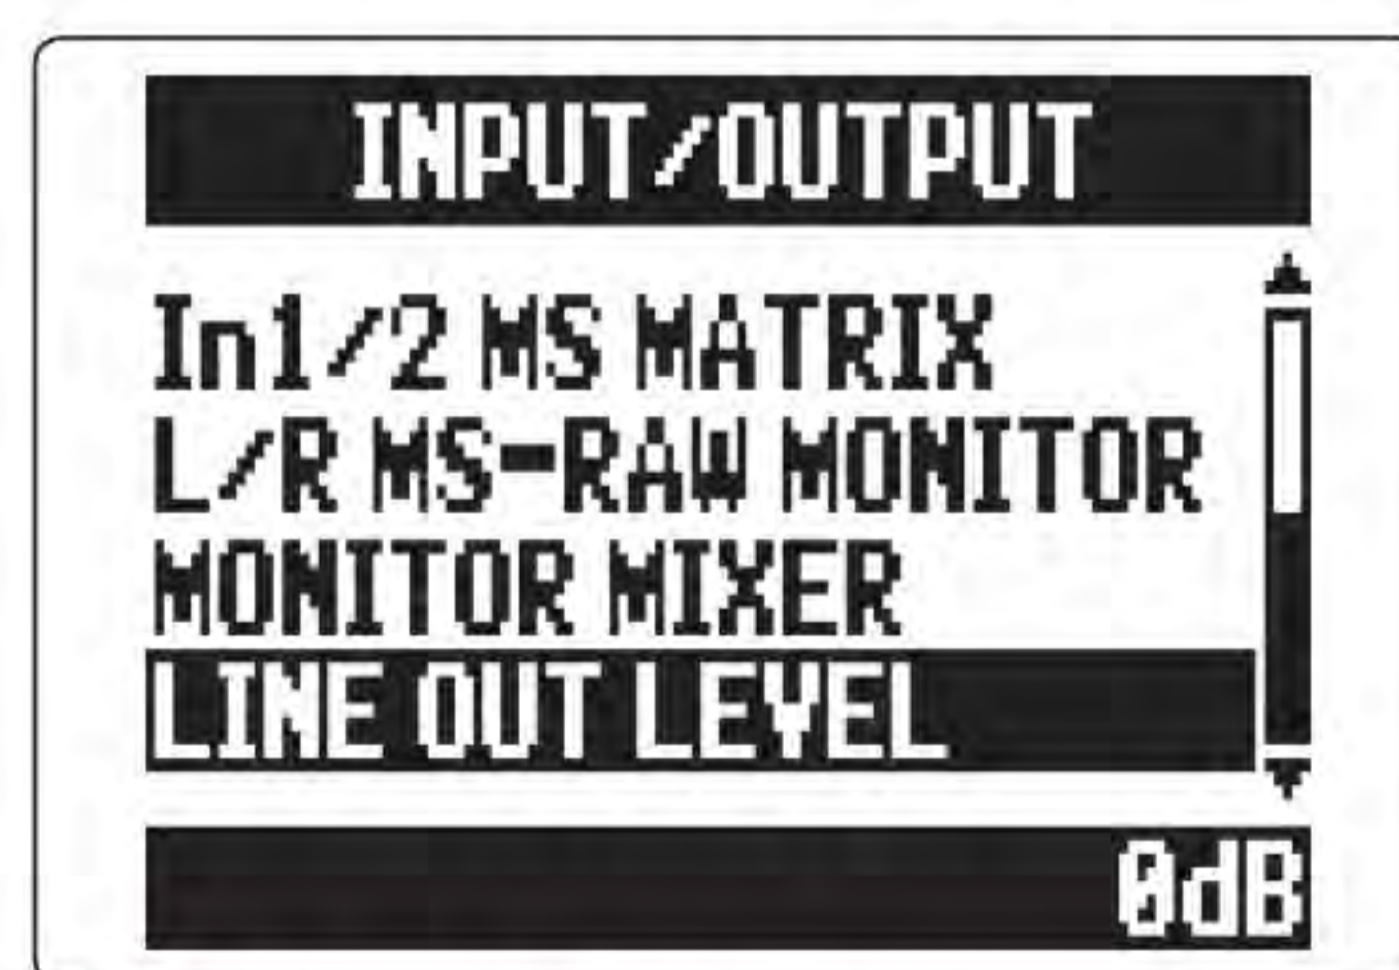 INPUT/OUTPUT
In1/2 MS MATRIX
L/R MS-RAW MONITOR
MONITOR MIXER
LINE OUT LEVEL
0dB